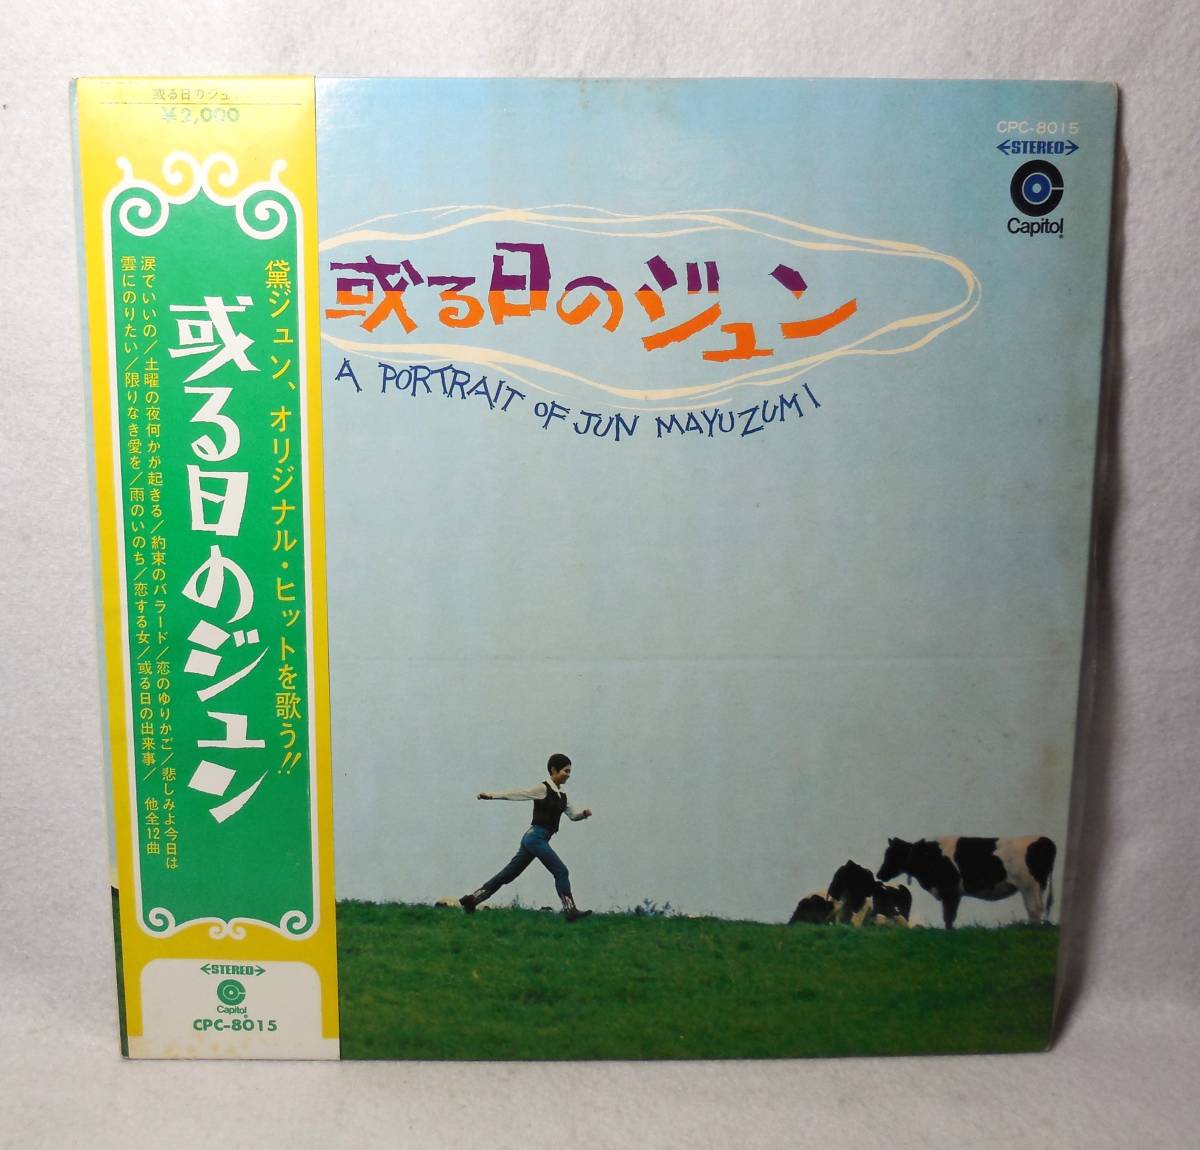 或る日のジュ
¥2,000
黛ジュン、オリジナル・ヒットを歌う!!
或る日のジュン
涙でいいの/土曜の夜何かが起きる/約束のバラード/恋のゆりかご/悲しみよ今日は
雲にのりたい/限りなき愛を/雨のいのち/恋する女/或る日の出来事/ 他全12曲
STEREO
Capitol
CPC-8015
CPC-8015
STEREO
Capitol
或る日のジュン
A PORTRAIT OF JUN MAYUZUMI